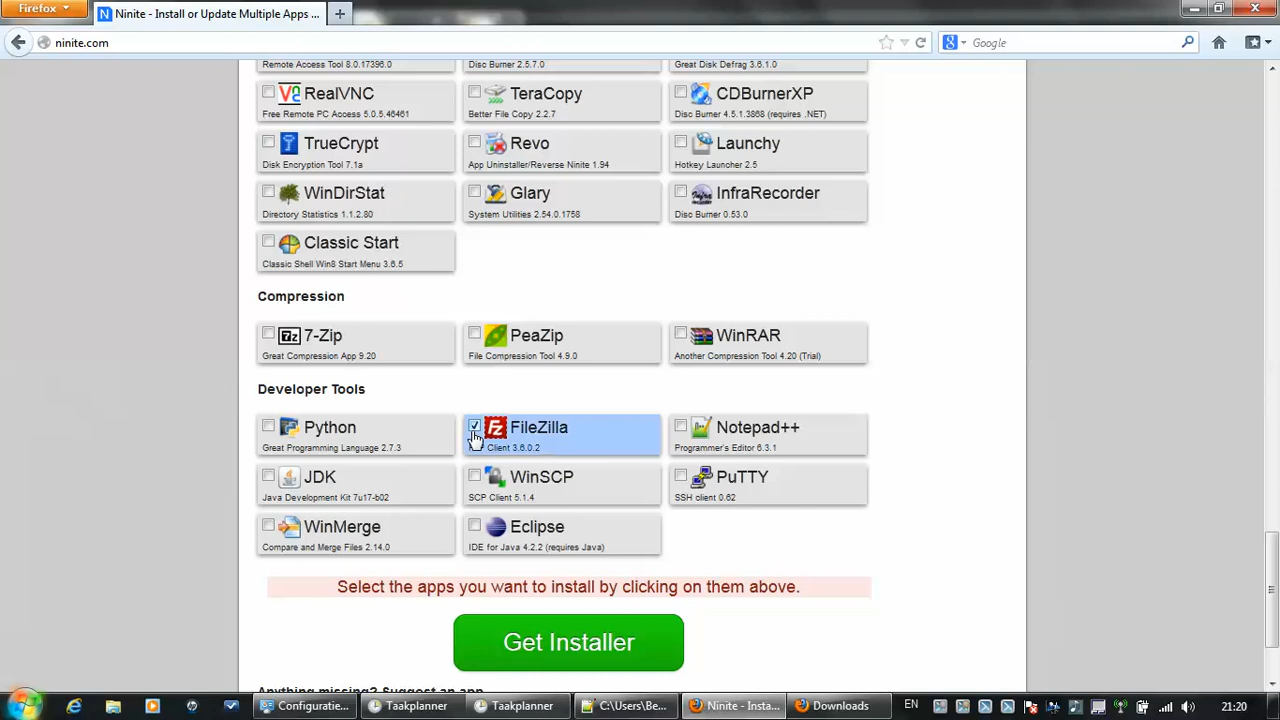 Firefox
Ninite - Install or Update Multiple Apps ...
ninite.com
Google
Remote Access Tool 8.0.17396.0
Disc Burner 2.5.7.0
Great Disk Defrag 3.6.1.0
RealVNC
TeraCopy
CDBurnerXP
Free Remote PC Access 5.0.5.46461
Better File Copy 2.2.7
Disc Burner 4.5.1.3868 (requires .NET)
TrueCrypt
Revo
Launchy
Disk Encryption Tool 7.1a
App Uninstaller/Reverse Ninite 1.94
Hotkey Launcher 2.5
WinDirStat
Glary
InfraRecorder
Directory Statistics 1.1.2.80
System Utilities 2.54.0.1758
Disc Burner 0.53.0
Classic Start
Classic Shell Win8 Start Menu 3.6.5
Compression
7-Zip
PeaZip
WinRAR
Great Compression App 9.20
File Compression Tool 4.9.0
Another Compression Tool 4.20 (Trial)
Developer Tools
Python
FileZilla
Notepad++
Great Programming Language 2.7.3
Client 3.6.0.2
Programmer's Editor 6.3.1
JDK
WinSCP
PuTTY
Java Development Kit 7u17-b02
SCP Client 5.1.4
SSH client 0.62
WinMerge
Eclipse
Compare and Merge Files 2.14.0
IDE for Java 4.2.2 (requires Java)
Select the apps you want to install by clicking on them above.
Get Installer
Anything missing? Suggest an app
Configuratie...
Taakplanner
Taakplanner
C:\Users\Be...
Ninite - Insta...
Downloads
EN
21:20